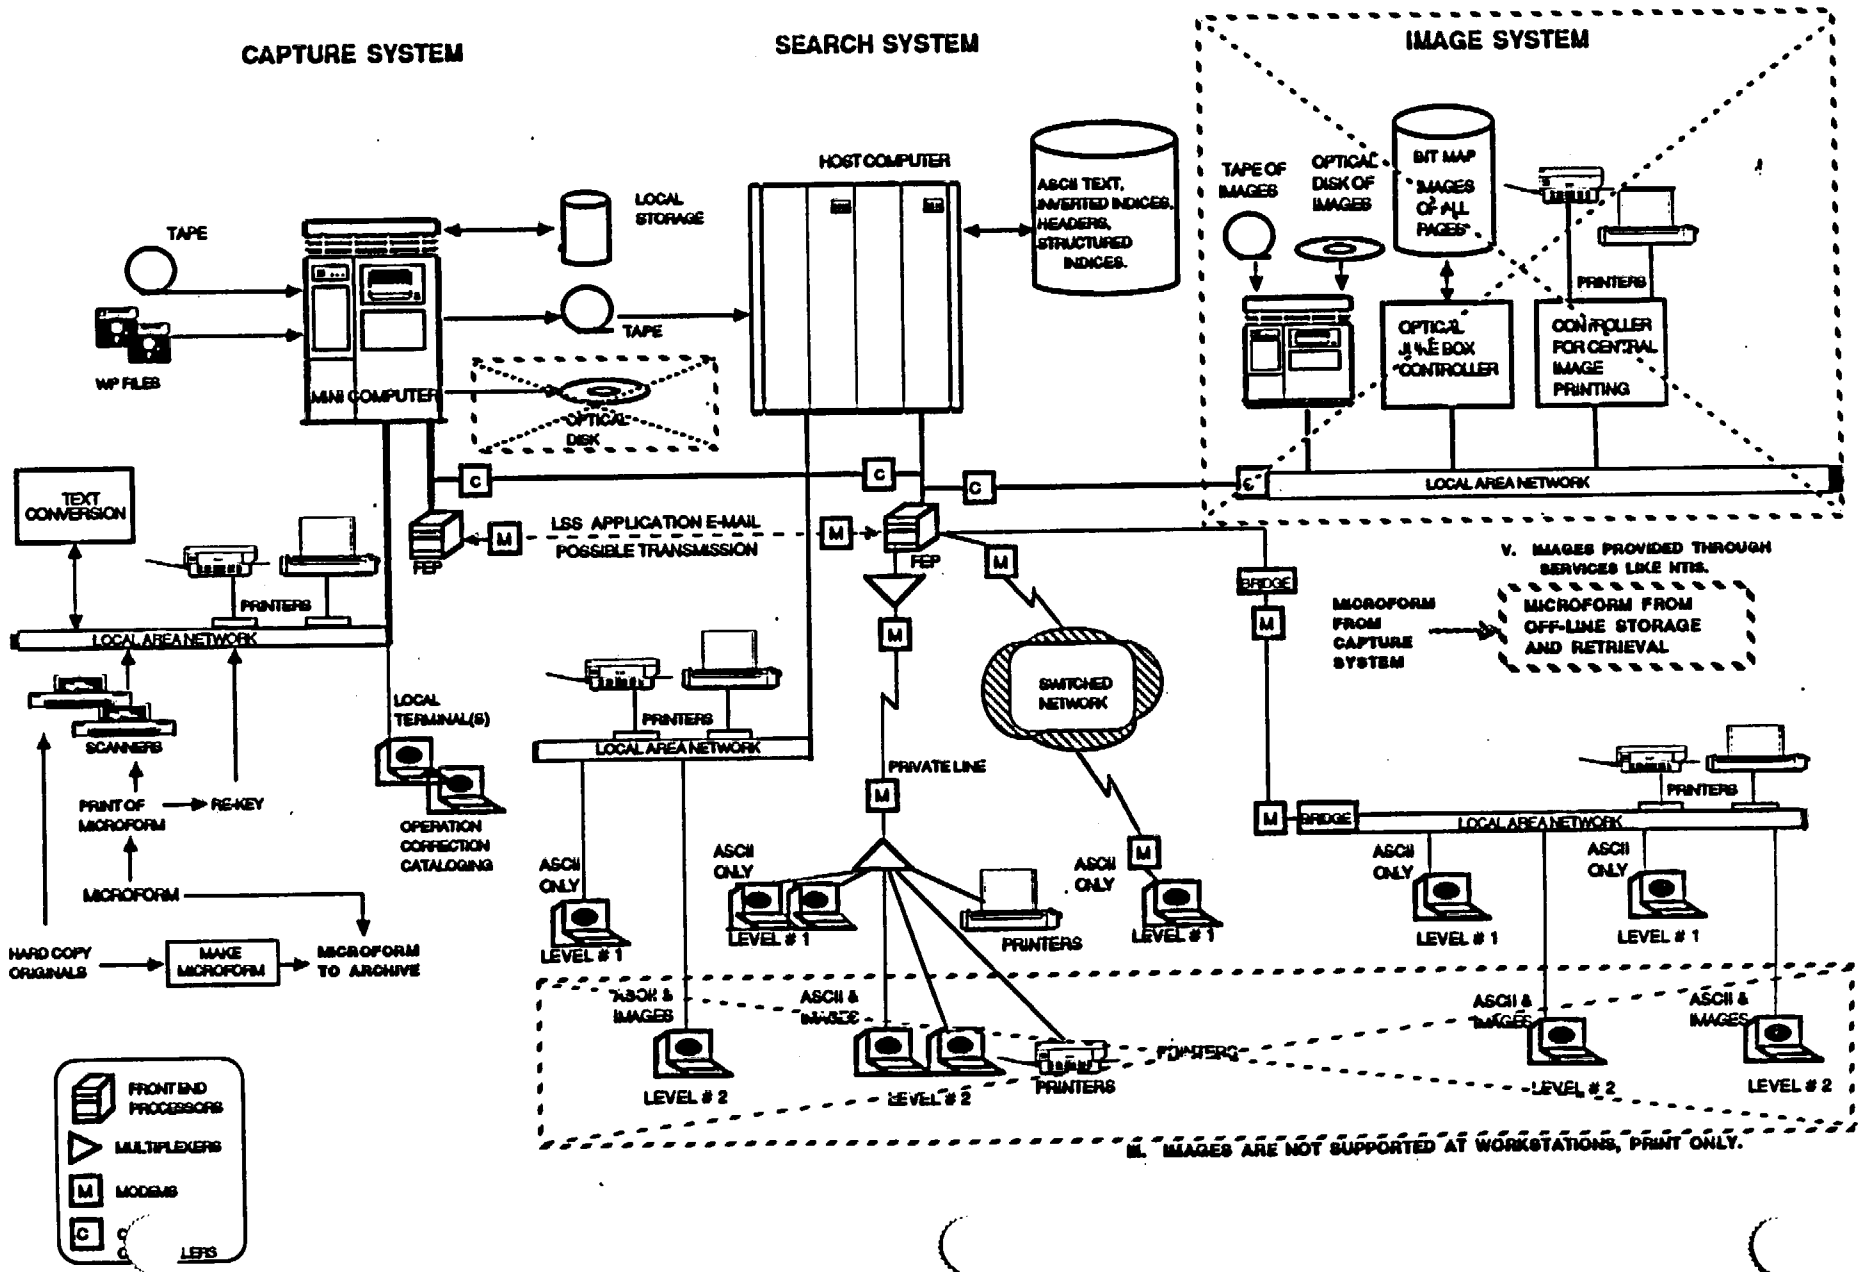 CAPTURE SYSTEM
SEARCH SYSTEM
IMAGE SYSTEM
TAPE
WP FILES
MINI COMPUTER
LOCAL
STORAGE
TAPE
OPTICAL
DISK
HOST COMPUTER
ASCII TEXT,
INVERTED INDICES,
HEADERS,
STRUCTURED
INDICES.
TAPE OF
IMAGES
OPTICAL
DISK OF
IMAGES
BIT MAP
IMAGES
OF ALL
PAGES
PRINTERS
OPTICAL
JUKE BOX
CONTROLLER
CONTROLLER
FOR CENTRAL
IMAGE
PRINTING
C
C
C
C
LOCAL AREA NETWORK
TEXT
CONVERSION
PRINTERS
LOCAL AREA NETWORK
FEP
M
LSS APPLICATION E-MAIL
POSSIBLE TRANSMISSION
M
FEP
M
M
BRIDGE
M
V. IMAGES PROVIDED THROUGH
SERVICES LIKE NTIS.
MICROFORM
FROM
CAPTURE
SYSTEM
MICROFORM FROM
OFF-LINE STORAGE
AND RETRIEVAL
SCANNERS
LOCAL
TERMINAL(S)
OPERATION
CORRECTION
CATALOGING
PRINT OF
MICROFORM
RE-KEY
MICROFORM
HARD COPY
ORIGINALS
MAKE
MICROFORM
MICROFORM
TO ARCHIVE
PRINTERS
LOCAL AREA NETWORK
SWITCHED
NETWORK
PRIVATE LINE
M
M
M
BRIDGE
PRINTERS
LOCAL AREA NETWORK
ASCII
ONLY
LEVEL # 1
ASCII
ONLY
LEVEL # 1
PRINTERS
ASCII
ONLY
LEVEL # 1
ASCII
ONLY
LEVEL # 1
ASCII
ONLY
LEVEL # 1
ASCII &
IMAGES
LEVEL # 2
ASCII &
IMAGES
LEVEL # 2
PRINTERS
PRINTERS
ASCII &
IMAGES
LEVEL # 2
ASCII &
IMAGES
LEVEL # 2
IMAGES ARE NOT SUPPORTED AT WORKSTATIONS, PRINT ONLY.
FRONT END
PROCESSORS
MULTIPLEXERS
M
MODEMS
C
C
C LERS